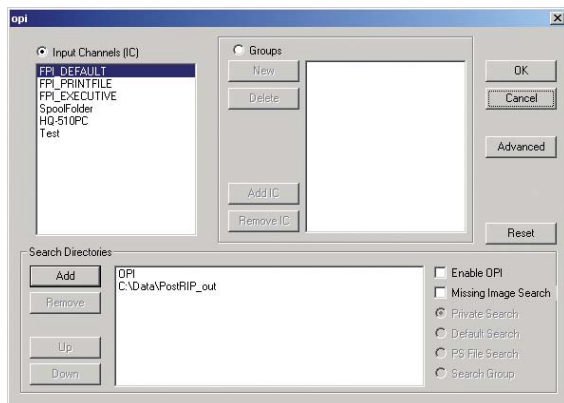 opi
Input Channels (IC)
FPI_DEFAULT
FPI_PRINTFILE
FPI_EXECUTIVE
SpoolFolder
HQ-510PC
Test
Groups
New
Delete
Add IC
Remove IC
OK
Cancel
Advanced
Reset
Search Directories
Add
Remove
Up
Down
OPI
C:\Data\PostRIP_out
Enable OPI
Missing Image Search
Private Search
Default Search
PS File Search
Search Group